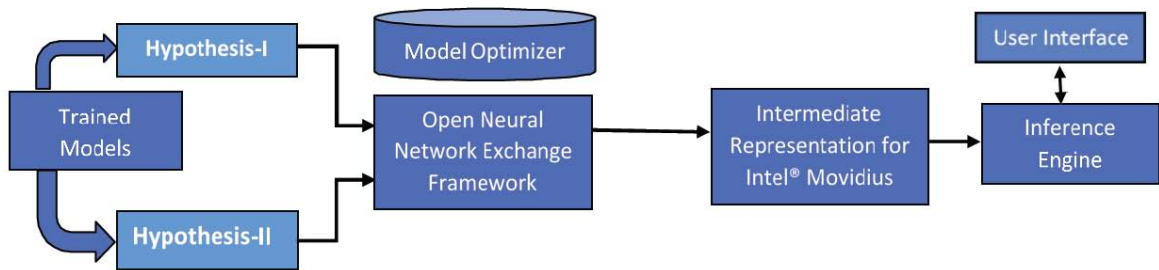 Hypothesis-I
Model Optimizer
User Interface
Trained
Models
Open Neural
Network Exchange
Framework
Intermediate
Representation for
Intel® Movidius
Inference
Engine
Hypothesis-II